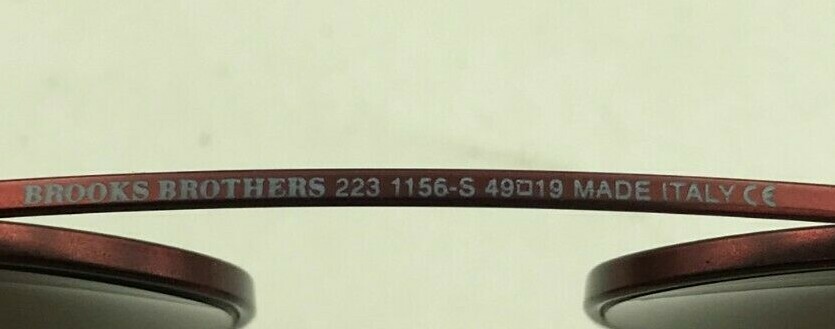 BROOKS BROTHERS 223 1156-S 49□19 MADE ITALY CE